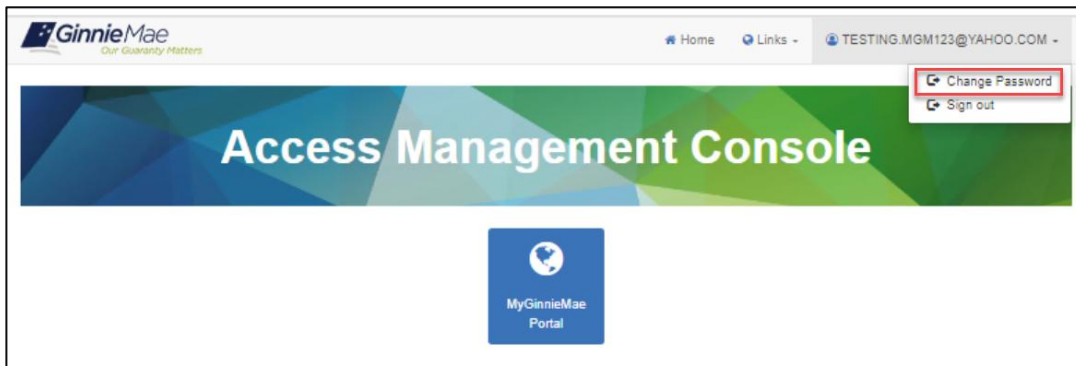 GinnieMae
Our Guaranty Matters
Home Links TESTING.MGM123@YAHOO.COM
Change Password
Sign out
Access Management Console
MyGinnieMae
Portal